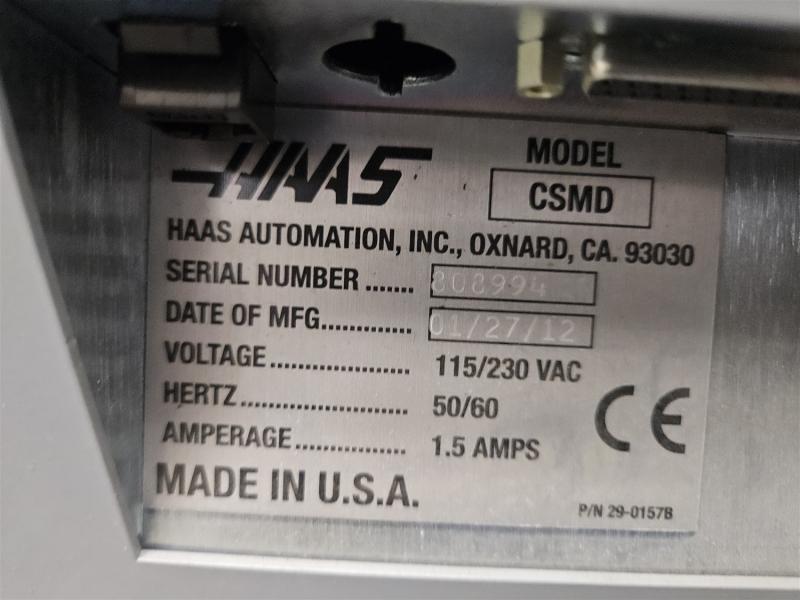 HAAS
MODEL
CSMD
HAAS AUTOMATION, INC., OXNARD, CA. 93030
SERIAL NUMBER ....... 808994
DATE OF MFG............. 01/27/12
VOLTAGE.................... 115/230 VAC
HERTZ........................ 50/60
AMPERAGE................ 1.5 AMPS
CE
MADE IN U.S.A.
P/N 29-0157B